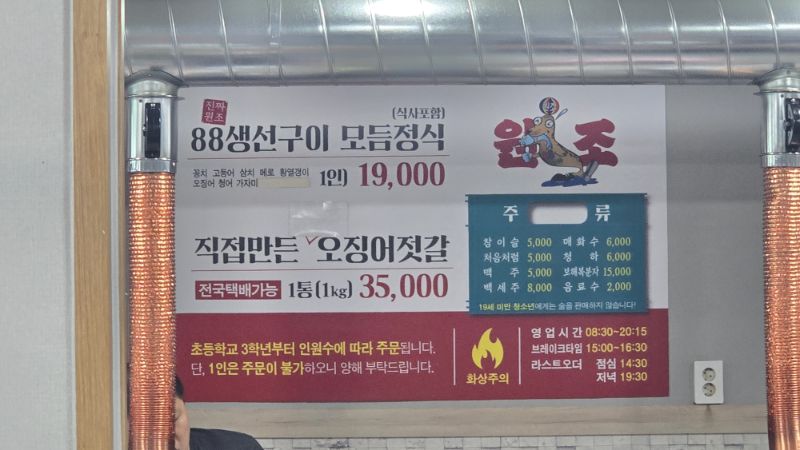 진짜
원조
(식사포함)
88생선구이 모듬정식
꽁치 고등어 삼치 메로 황열갱이
오징어 청어 가자미
1인) 19,000
직접만든 오징어젓갈
전국택배가능 1통(1kg) 35,000
원조
주 류
참이슬 5,000 매화수 6,000
처음처럼 5,000 청하 6,000
맥주 5,000 보해복분자 15,000
백세주 8,000 음료수 2,000
19세 미만 청소년에게는 술을 판매하지 않습니다!
초등학교 3학년부터 인원수에 따라 주문됩니다.
단, 1인은 주문이 불가하오니 양해 부탁드립니다.
화상주의
영업시간 08:30~20:15
브레이크타임 15:00~16:30
라스트오더 점심 14:30
저녁 19:30